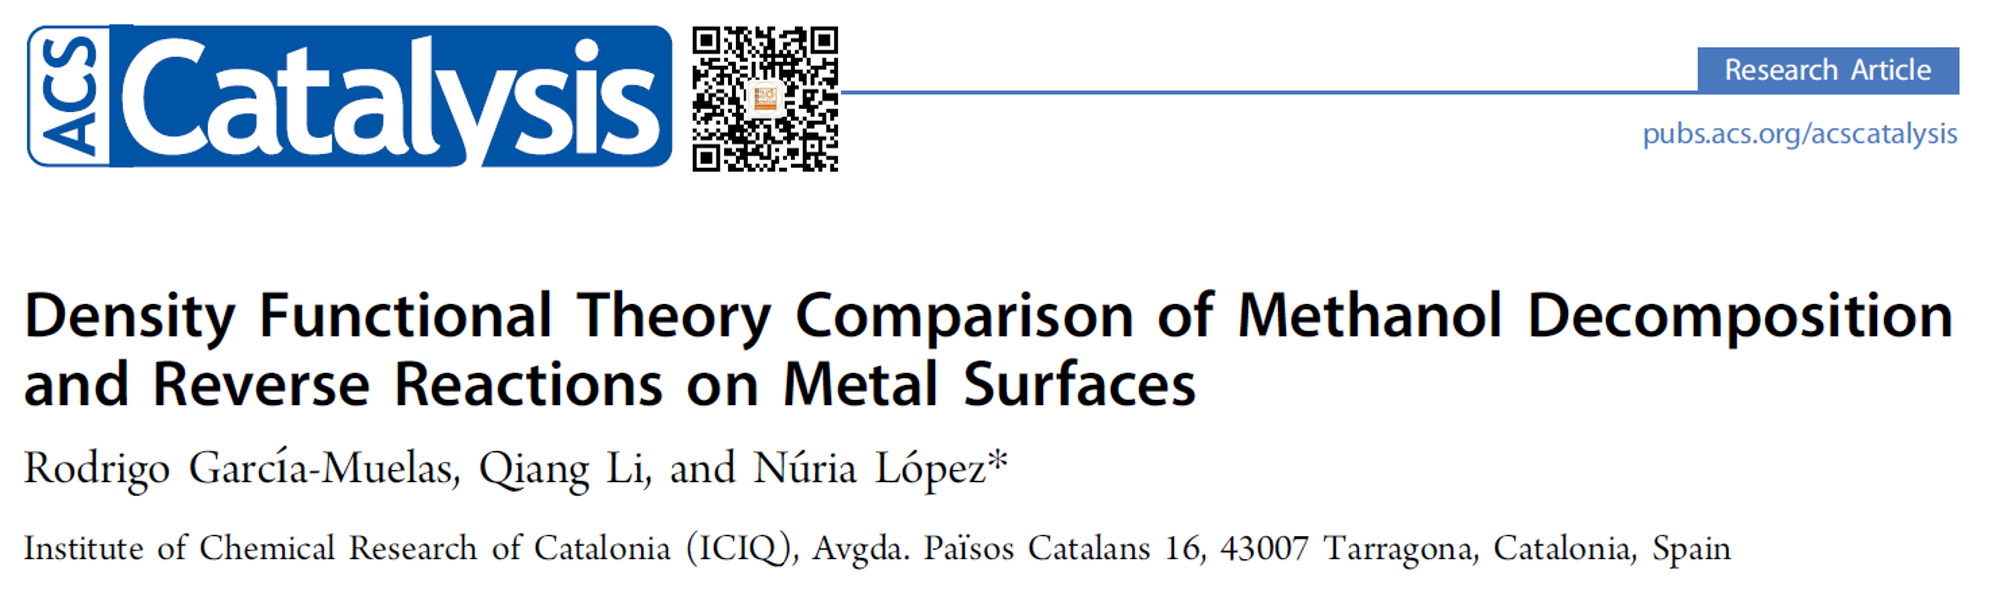 ACS Catalysis
Research Article
pubs.acs.org/acscatalysis
Density Functional Theory Comparison of Methanol Decomposition
and Reverse Reactions on Metal Surfaces
Rodrigo García-Muelas, Qiang Li, and Núria López*
Institute of Chemical Research of Catalonia (ICIQ), Avgda. Països Catalans 16, 43007 Tarragona, Catalonia, Spain